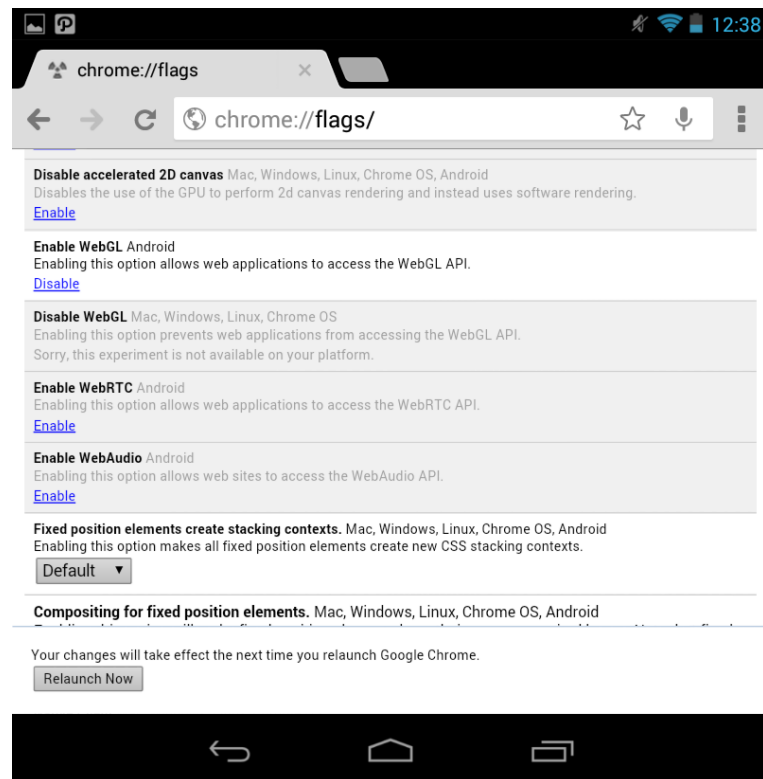 12:38
chrome://flags
chrome://flags/
Disable accelerated 2D canvas Mac, Windows, Linux, Chrome OS, Android
Disables the use of the GPU to perform 2d canvas rendering and instead uses software rendering.
Enable
Enable WebGL Android
Enabling this option allows web applications to access the WebGL API.
Disable
Disable WebGL Mac, Windows, Linux, Chrome OS
Enabling this option prevents web applications from accessing the WebGL API.
Sorry, this experiment is not available on your platform.
Enable WebRTC Android
Enabling this option allows web applications to access the WebRTC API.
Enable
Enable WebAudio Android
Enabling this option allows web sites to access the WebAudio API.
Enable
Fixed position elements create stacking contexts. Mac, Windows, Linux, Chrome OS, Android
Enabling this option makes all fixed position elements create new CSS stacking contexts.
Default
Compositing for fixed position elements. Mac, Windows, Linux, Chrome OS, Android
Your changes will take effect the next time you relaunch Google Chrome.
Relaunch Now